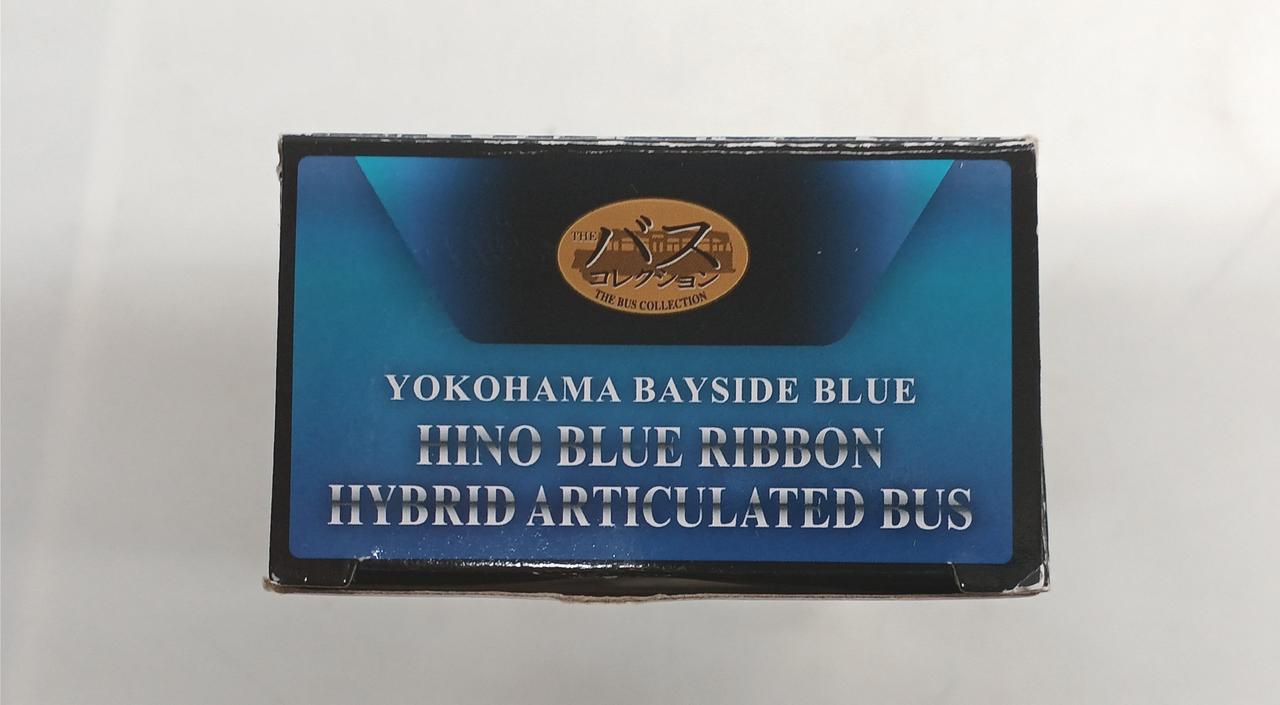 THE バス
コレクション
THE BUS COLLECTION
YOKOHAMA BAYSIDE BLUE
HINO BLUE RIBBON
HYBRID ARTICULATED BUS